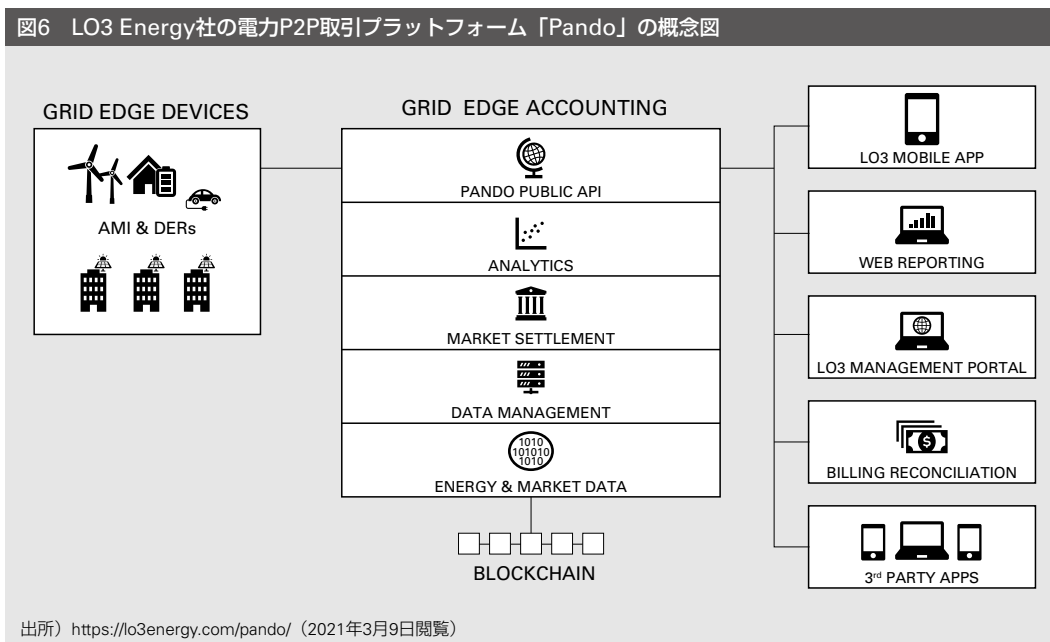 図6 LO3 Energy社の電力P2P取引プラットフォーム「Pando」の概念図
GRID EDGE DEVICES
AMI & DERs
GRID EDGE ACCOUNTING
PANDO PUBLIC API
ANALYTICS
MARKET SETTLEMENT
DATA MANAGEMENT
1010
101010
1010
ENERGY & MARKET DATA
BLOCKCHAIN
LO3 MOBILE APP
WEB REPORTING
LO3 MANAGEMENT PORTAL
$
BILLING RECONCILIATION
3rd PARTY APPS
出所）https://lo3energy.com/pando/（2021年3月9日閲覧）